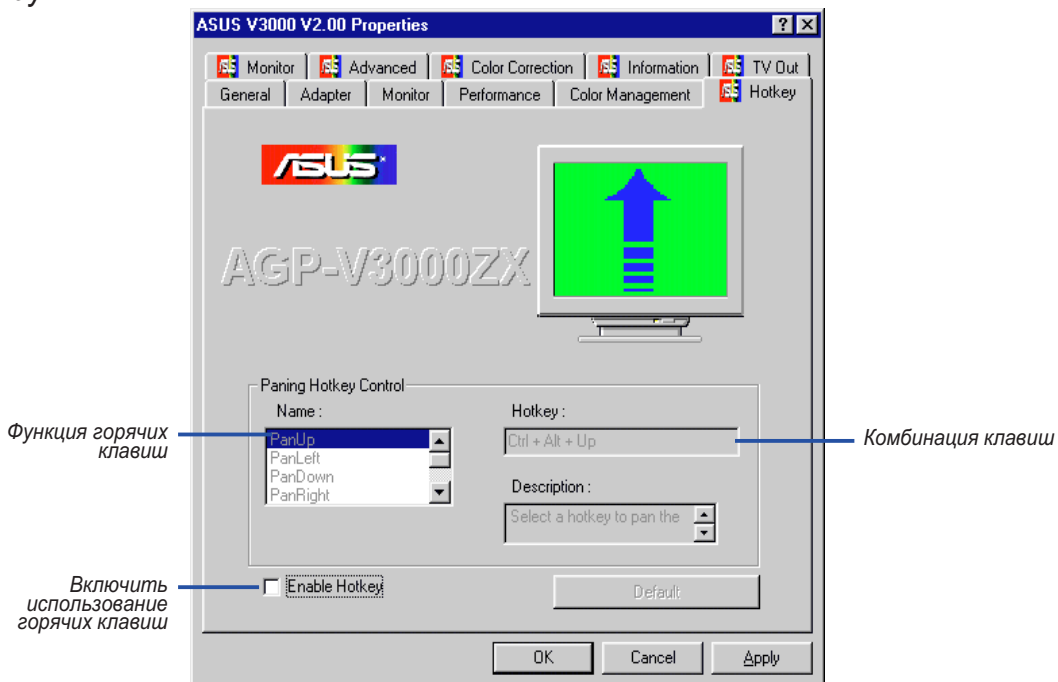 ASUS V3000 V2.00 Properties
Monitor Advanced Color Correction Information TV Out
General Adapter Monitor Performance Color Management Hotkey
ASUS
AGP-V3000ZX
Paning Hotkey Control
Name :
Hotkey :
PanUp
PanLeft
PanDown
PanRight
Ctrl + Alt + Up
Description :
Select a hotkey to pan the
Функция горячих
клавиш
Комбинация клавиш
Enable Hotkey
Default
Включить
использование
горячих клавиш
OK Cancel Apply